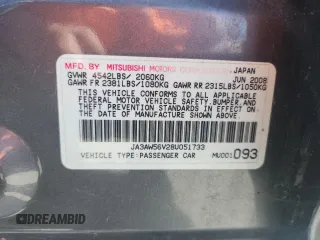 MFD. BY MITSUBISHI MOTORS CORPORATION JAPAN
GVWR 4542LBS/ 2060KG JUN 2008
GAWR FR 2381LBS/1080KG GAWR RR 2315LBS/1050KG
THIS VEHICLE CONFORMS TO ALL APPLICABLE
FEDERAL MOTOR VEHICLE SAFETY, BUMPER, AND
THEFT PREVENTION STANDARDS IN EFFECT ON
THE DATE OF MANUFACTURE SHOWN ABOVE.
JA3AW56V28U051733
VEHICLE TYPE: PASSENGER CAR MU001 093
©DREAMBID